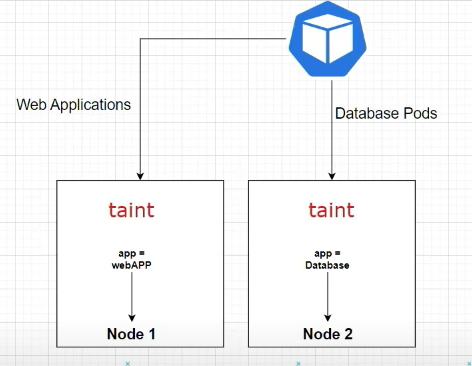 Web Applications
Database Pods
taint
app =
webAPP
Node 1
taint
app =
Database
Node 2